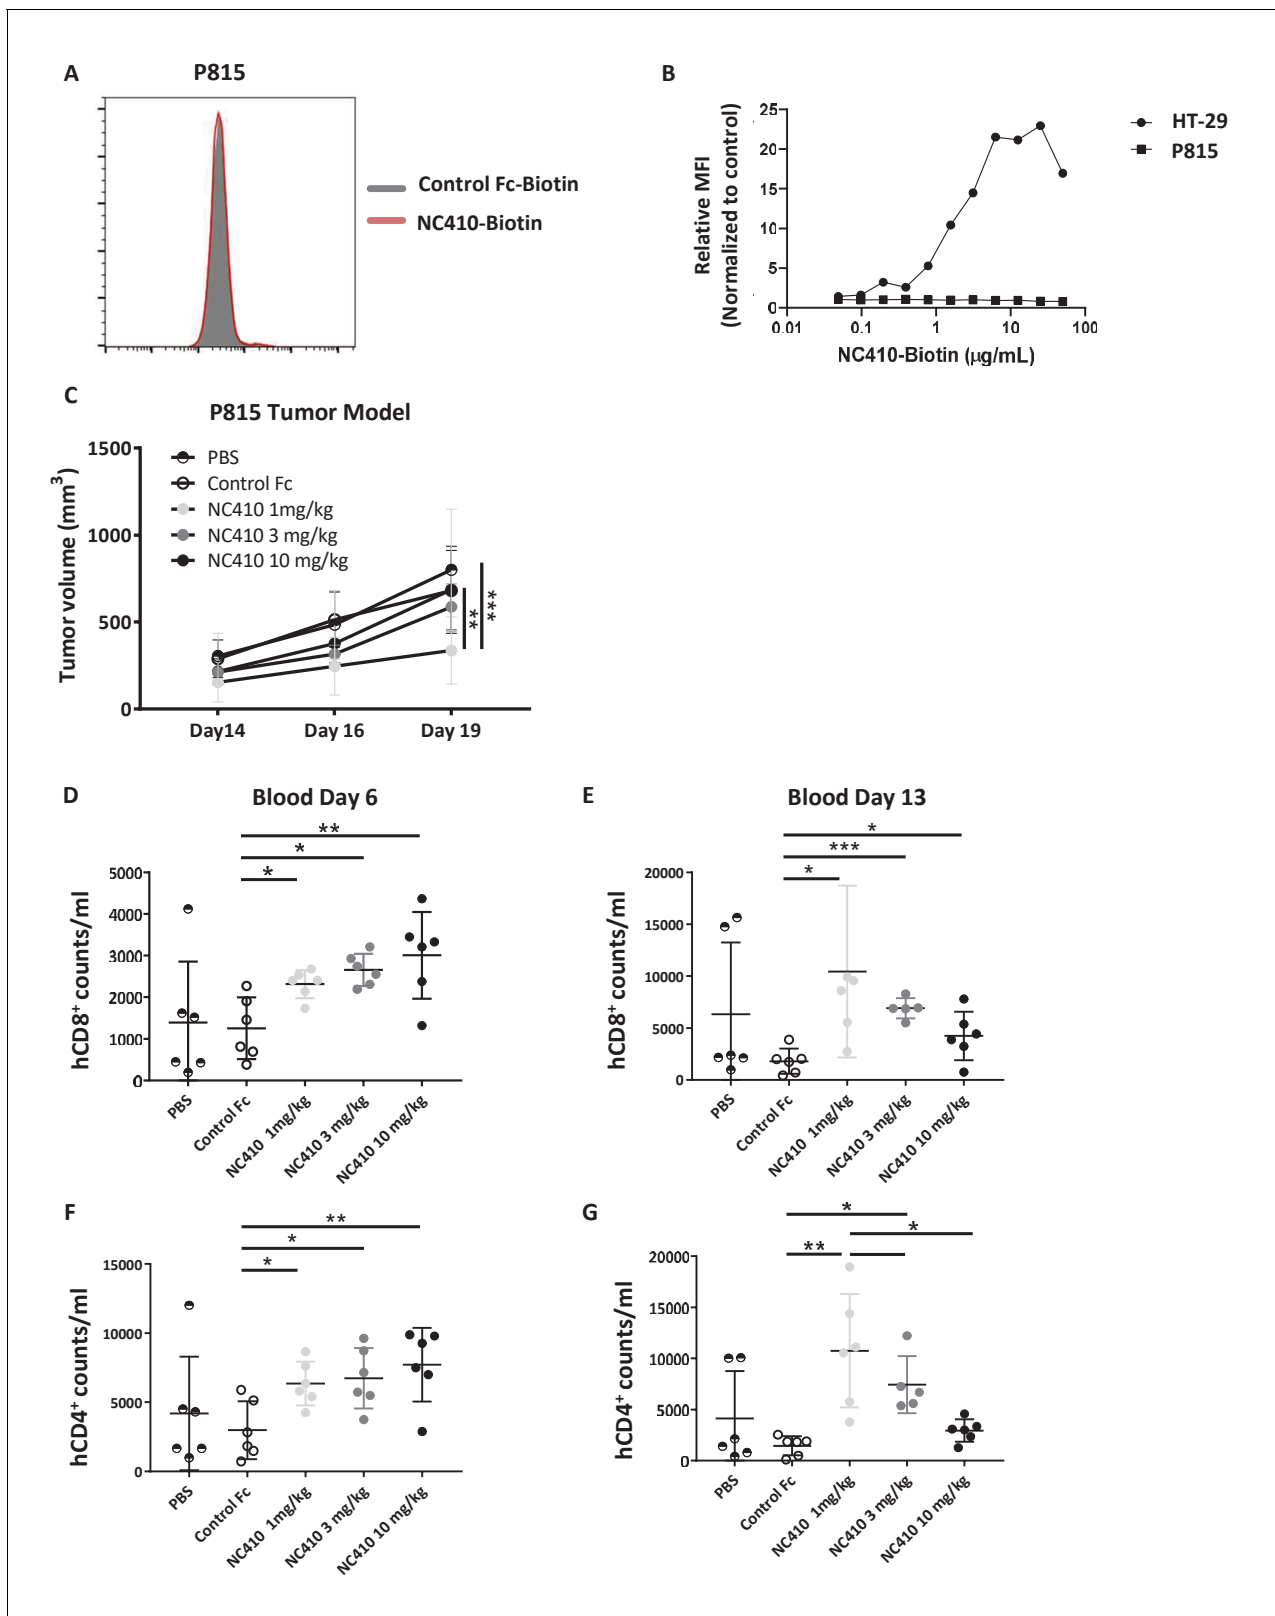 A
P815
Control Fc-Biotin
NC410-Biotin
B
Relative MFI
(Normalized to control)
25
20
15
10
5
0
0.01
0.1
1
10
100
NC410-Biotin (μg/mL)
HT-29
P815
C
P815 Tumor Model
Tumor volume (mm³)
1500
1000
500
0
PBS
Control Fc
NC410 1mg/kg
NC410 3 mg/kg
NC410 10 mg/kg
**
***
Day14
Day 16
Day 19
D
Blood Day 6
**
*
*
hCD8⁺ counts/ml
5000
4000
3000
2000
1000
0
PBS
Control Fc
NC410 1mg/kg
NC410 3 mg/kg
NC410 10 mg/kg
E
Blood Day 13
*
***
*
hCD8⁺ counts/ml
20000
15000
10000
5000
0
PBS
Control Fc
NC410 1mg/kg
NC410 3 mg/kg
NC410 10 mg/kg
F
**
*
*
hCD4⁺ counts/ml
15000
10000
5000
0
PBS
Control Fc
NC410 1mg/kg
NC410 3 mg/kg
NC410 10 mg/kg
G
*
*
**
hCD4⁺ counts/ml
20000
15000
10000
5000
0
PBS
Control Fc
NC410 1mg/kg
NC410 3 mg/kg
NC410 10 mg/kg